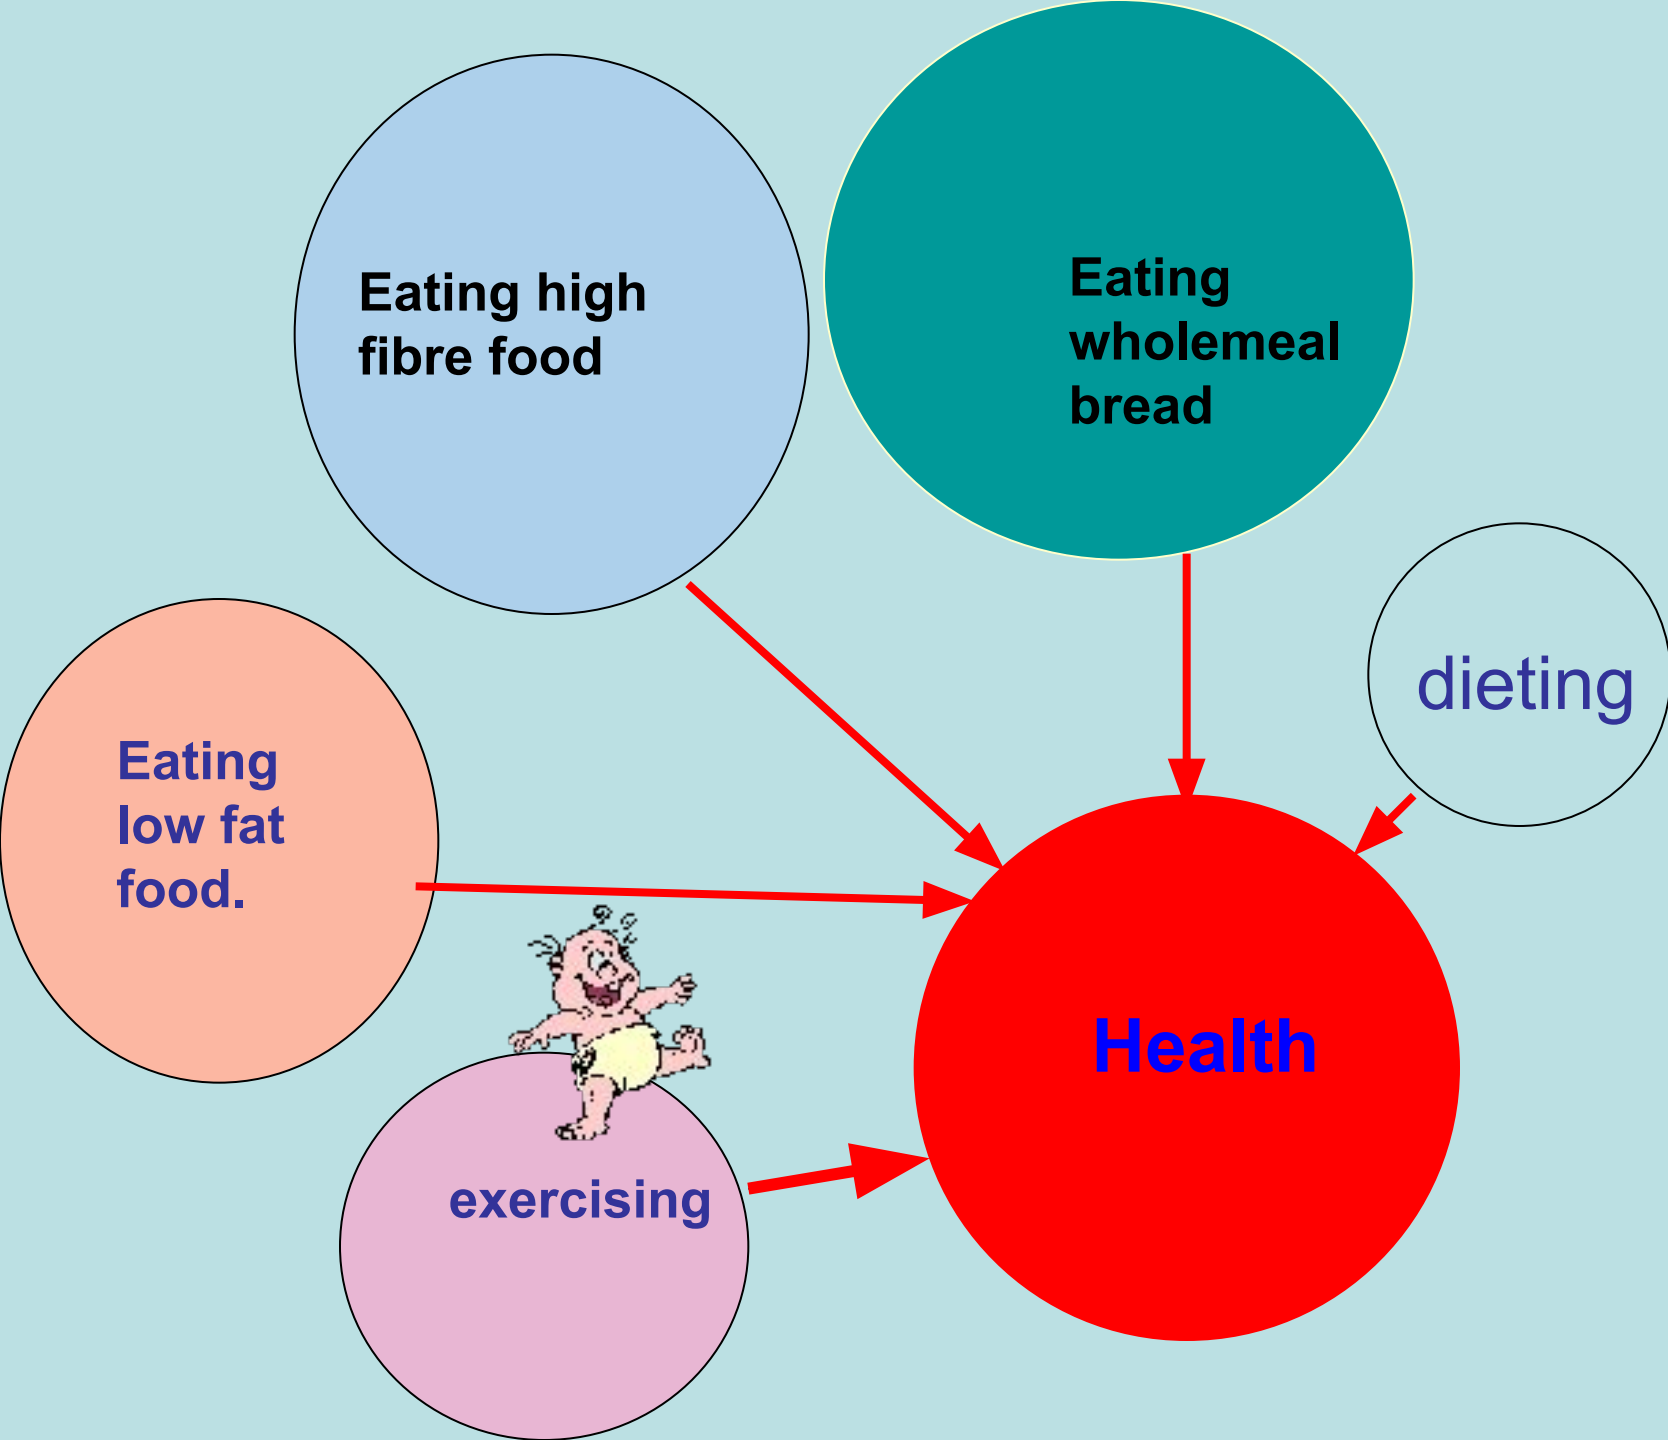 Eating high
fibre food
Eating
wholemeal
bread
dieting
Eating
low fat
food.
Health
exercising